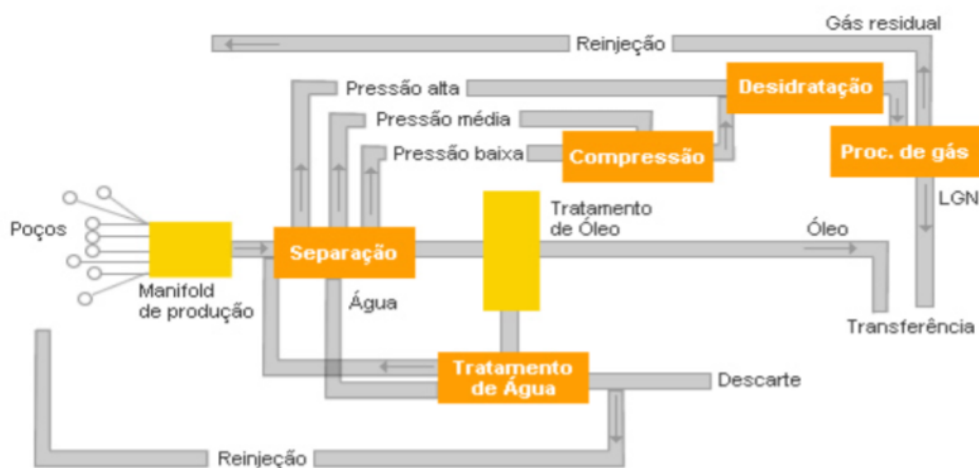 Gás residual
Reinjeção
Pressão alta
Desidratação
Pressão média
Pressão baixa
Compressão
Proc. de gás
LGN
Poços
Tratamento
de Óleo
Óleo
Separação
Manifold
de produção
Água
Transferência
Tratamento
de Água
Descarte
Reinjeção